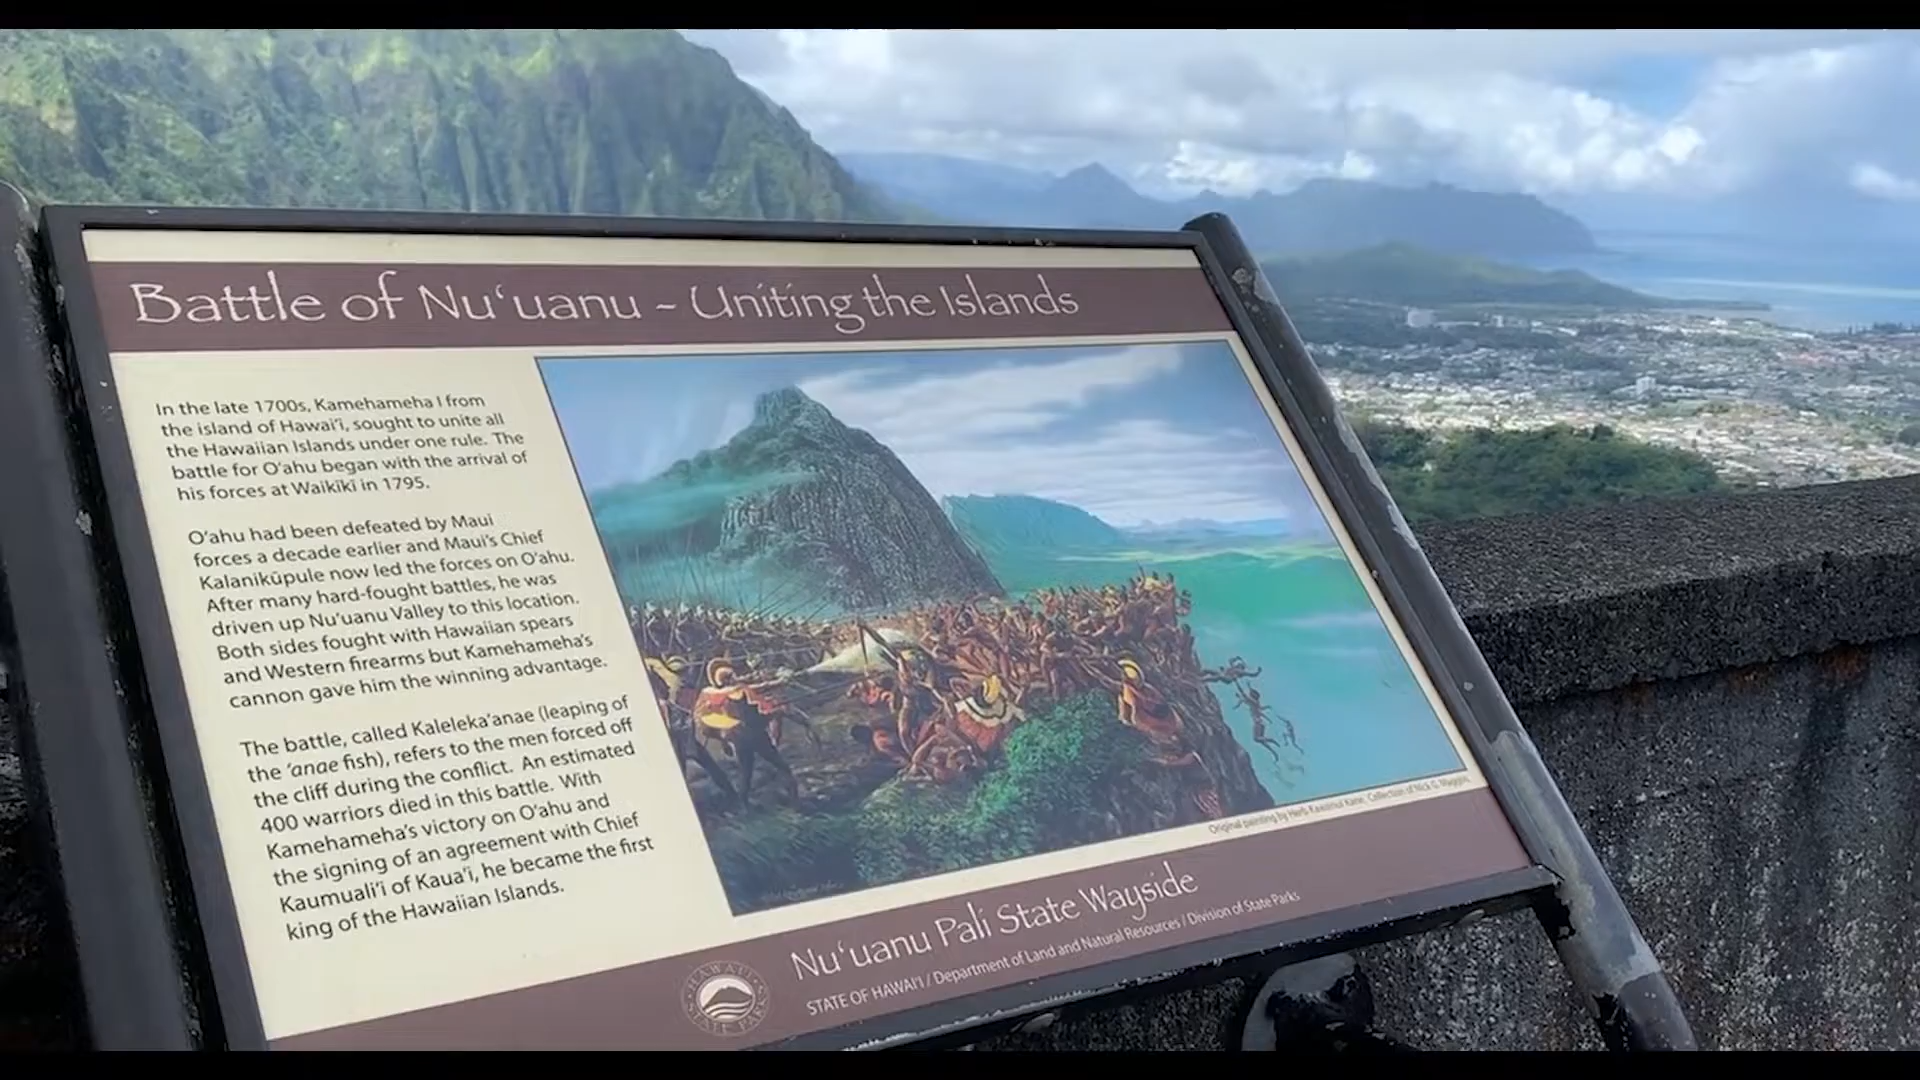 Battle of Nuʻuanu - Uniting the Islands
In the late 1700s, Kamehameha I from
the island of Hawai'i, sought to unite all
the Hawaiian Islands under one rule. The
battle for O'ahu began with the arrival of
his forces at Waikīkī in 1795.
O'ahu had been defeated by Maui
forces a decade earlier and Maui's Chief
Kalanikūpule now led the forces on O'ahu.
After many hard-fought battles, he was
driven up Nu'uanu Valley to this location.
Both sides fought with Hawaiian spears
and Western firearms but Kamehameha's
cannon gave him the winning advantage.
The battle, called Kaleleka'anae (leaping of
the 'anae fish), refers to the men forced off
the cliff during the conflict. An estimated
400 warriors died in this battle. With
Kamehameha's victory on O'ahu and
the signing of an agreement with Chief
Kaumuali'i of Kaua'i, he became the first
king of the Hawaiian Islands.
Original painting by Herb Kawainui Kane, Collection of Nick G Maggos
Nuʻuanu Pali State Wayside
STATE OF HAWAI'I / Department of Land and Natural Resources / Division of State Parks
HAWAII
STATE PARKS